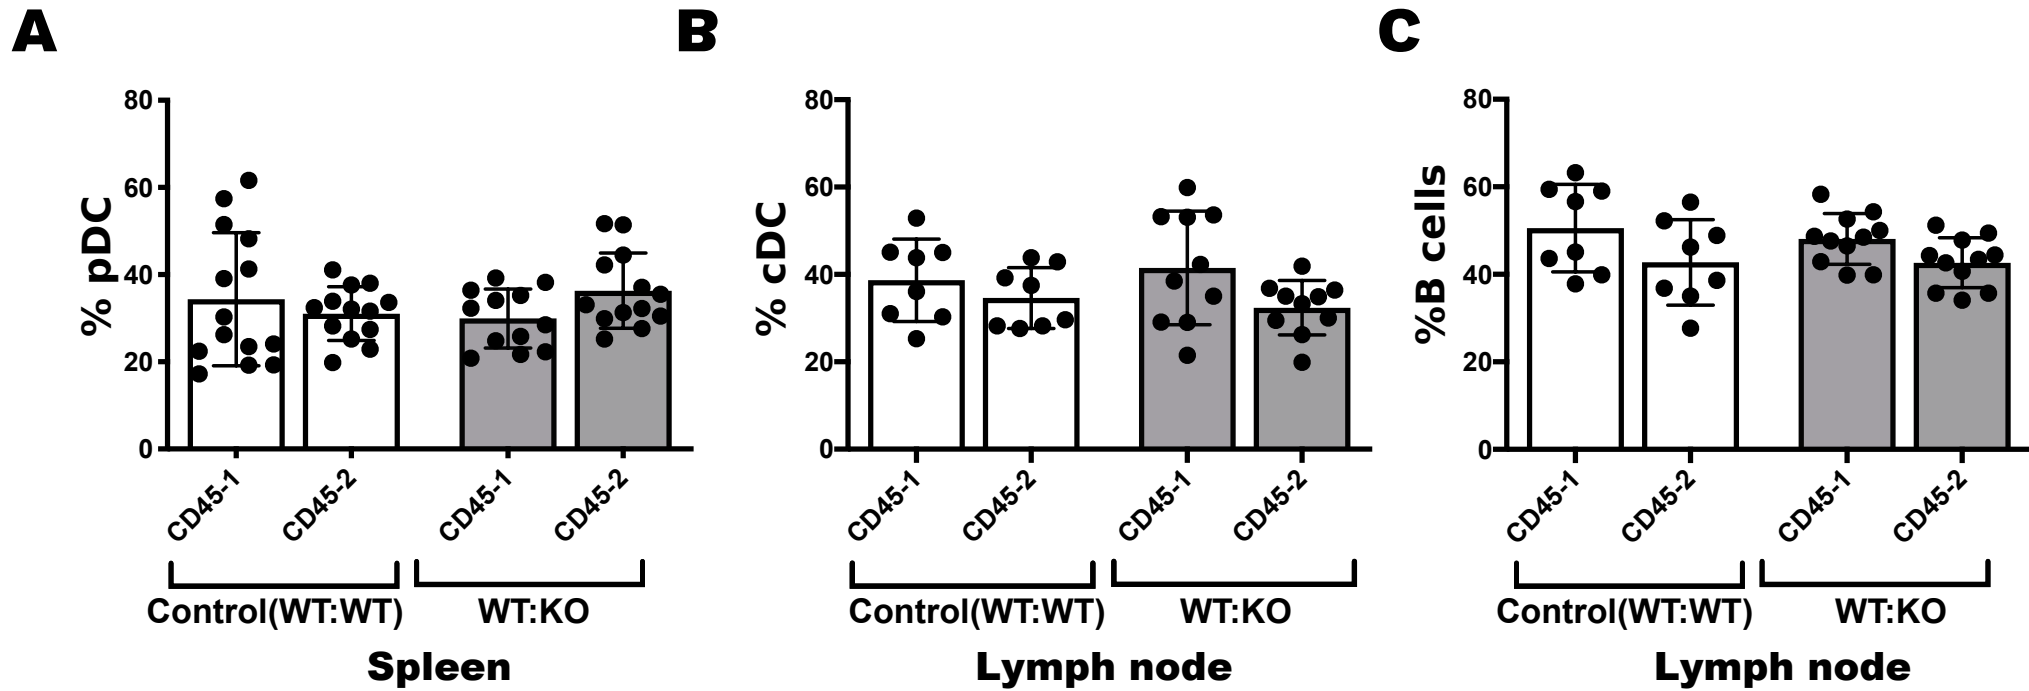 A
% pDC
80
60
40
20
0
CD45-1
CD45-2
CD45-1
CD45-2
Control(WT:WT)
WT:KO
Spleen
B
% cDC
80
60
40
20
0
CD45-1
CD45-2
CD45-1
CD45-2
Control(WT:WT)
WT:KO
Lymph node
C
%B cells
80
60
40
20
0
CD45-1
CD45-2
CD45-1
CD45-2
Control(WT:WT)
WT:KO
Lymph node